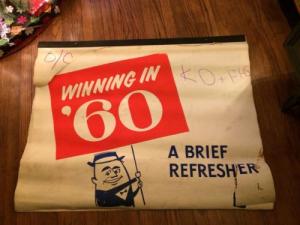 O/C
WINNING IN
'60
A BRIEF
REFRESHER